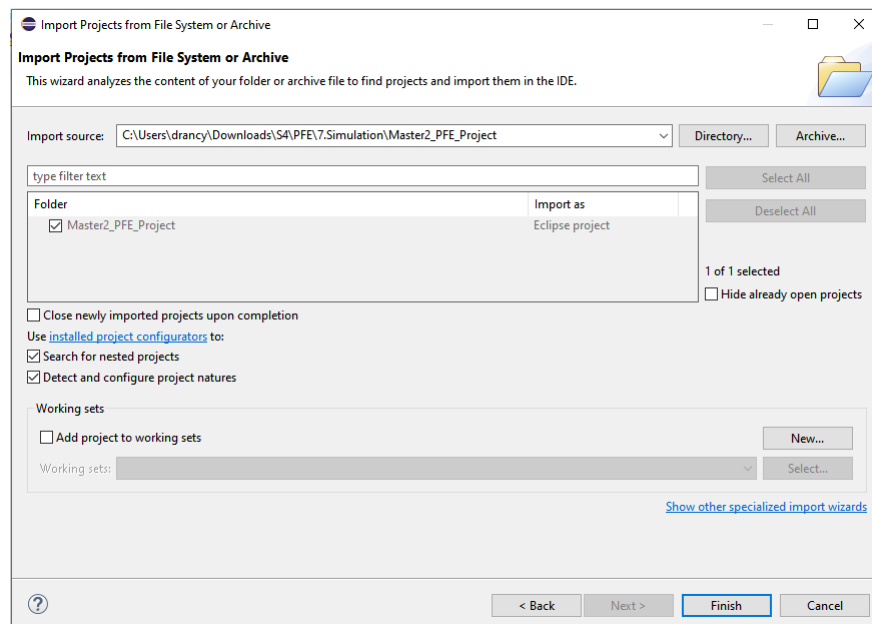 Import Projects from File System or Archive
Import Projects from File System or Archive
This wizard analyzes the content of your folder or archive file to find projects and import them in the IDE.
Import source: C:\Users\drancy\Downloads\S4\PFE\7.Simulation\Master2_PFE_Project Directory... Archive...
type filter text Select All
Folder Import as Deselect All
Master2_PFE_Project Eclipse project
1 of 1 selected
Hide already open projects
Close newly imported projects upon completion
Use installed project configurators to:
Search for nested projects
Detect and configure project natures
Working sets
Add project to working sets New...
Working sets: Select...
Show other specialized import wizards
? < Back Next > Finish Cancel